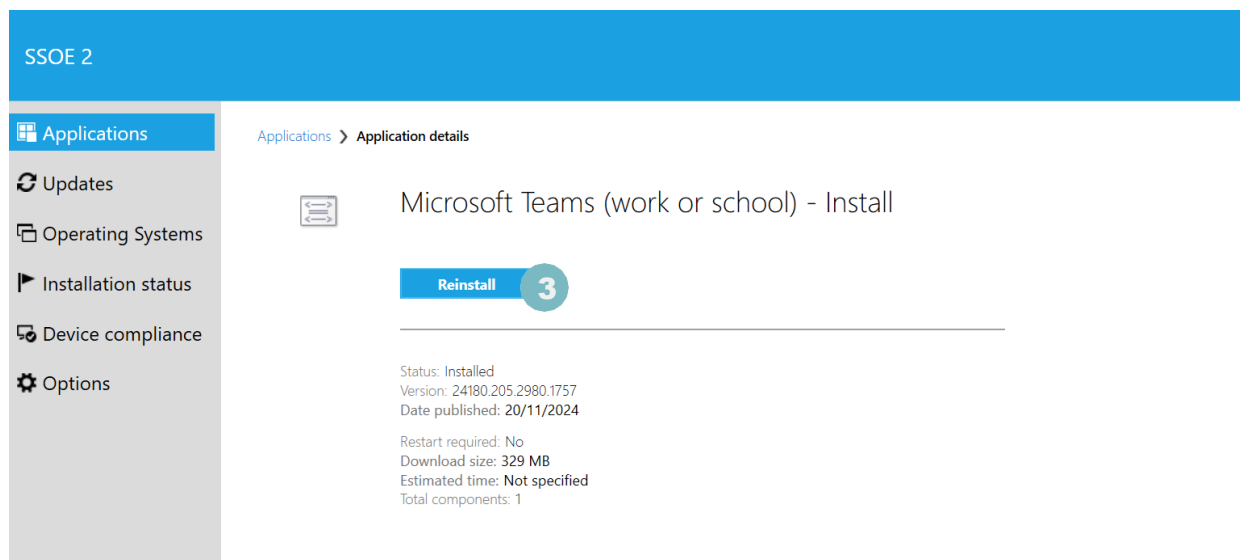 SSOE 2
Applications
Updates
Operating Systems
Installation status
Device compliance
Options
Applications ❯ Application details
Microsoft Teams (work or school) - Install
Reinstall
3
Status: Installed
Version: 24180.205.2980.1757
Date published: 20/11/2024
Restart required: No
Download size: 329 MB
Estimated time: Not specified
Total components: 1